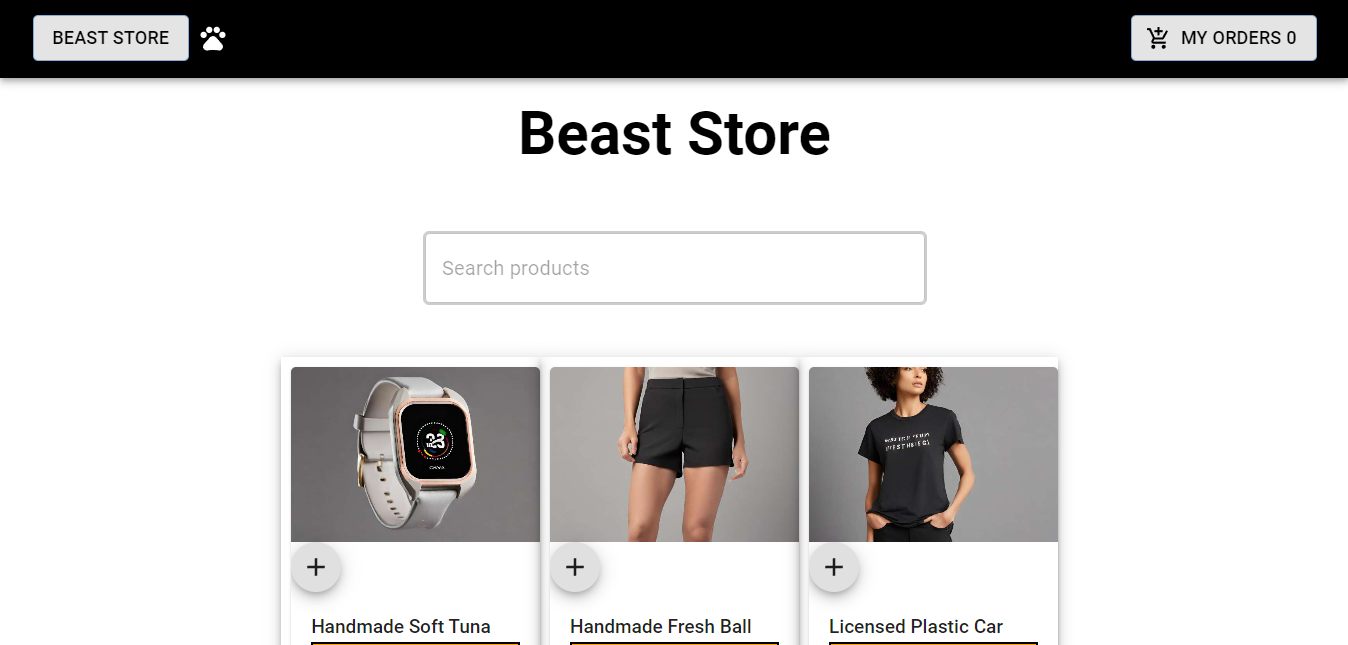 BEAST STORE
MY ORDERS 0
Beast Store
Search products
Handmade Soft Tuna
Handmade Fresh Ball
Licensed Plastic Car